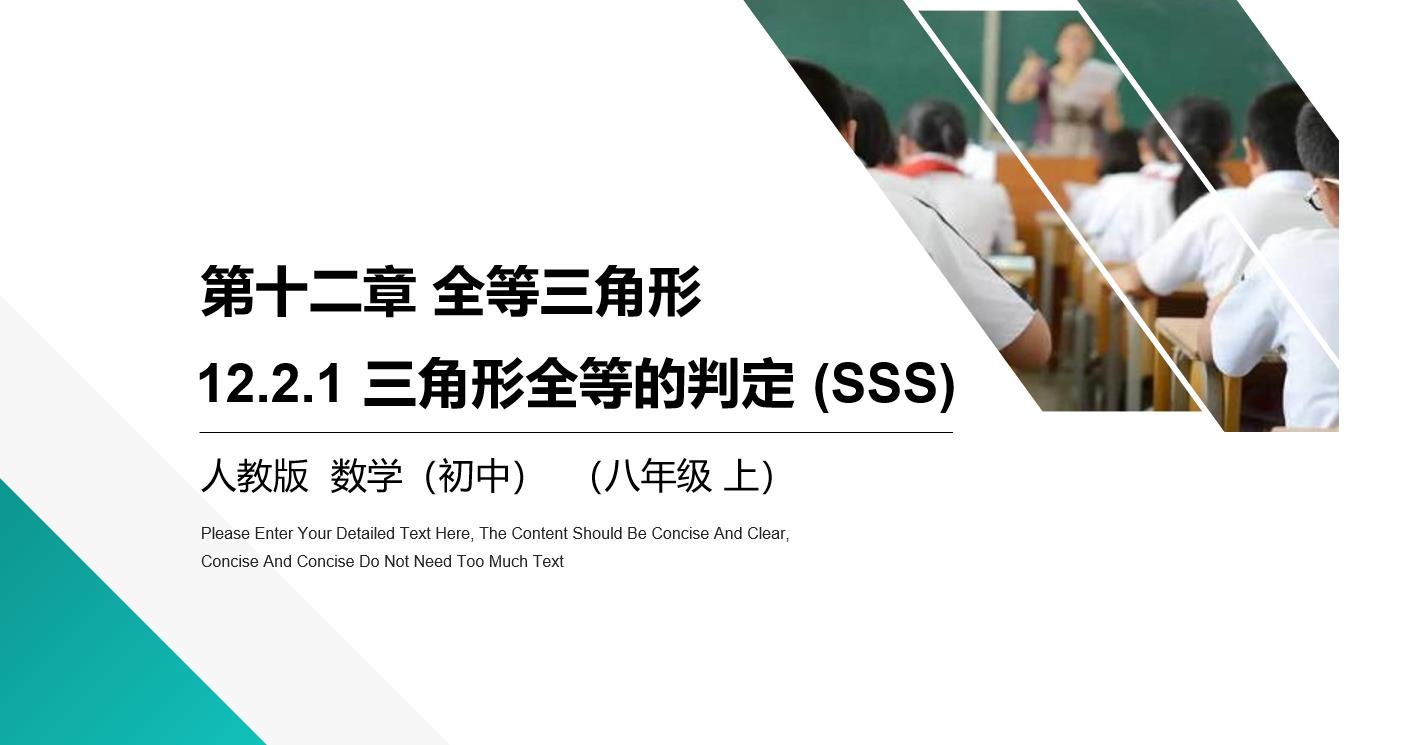 第十二章 全等三角形
12.2.1 三角形全等的判定 (SSS)
人教版 数学（初中） （八年级 上）
Please Enter Your Detailed Text Here, The Content Should Be Concise And Clear,
Concise And Concise Do Not Need Too Much Text